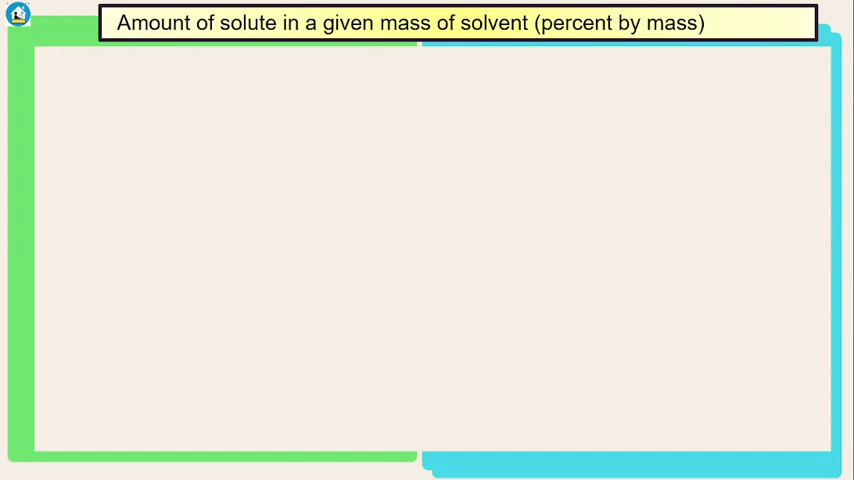 Amount of solute in a given mass of solvent (percent by mass)